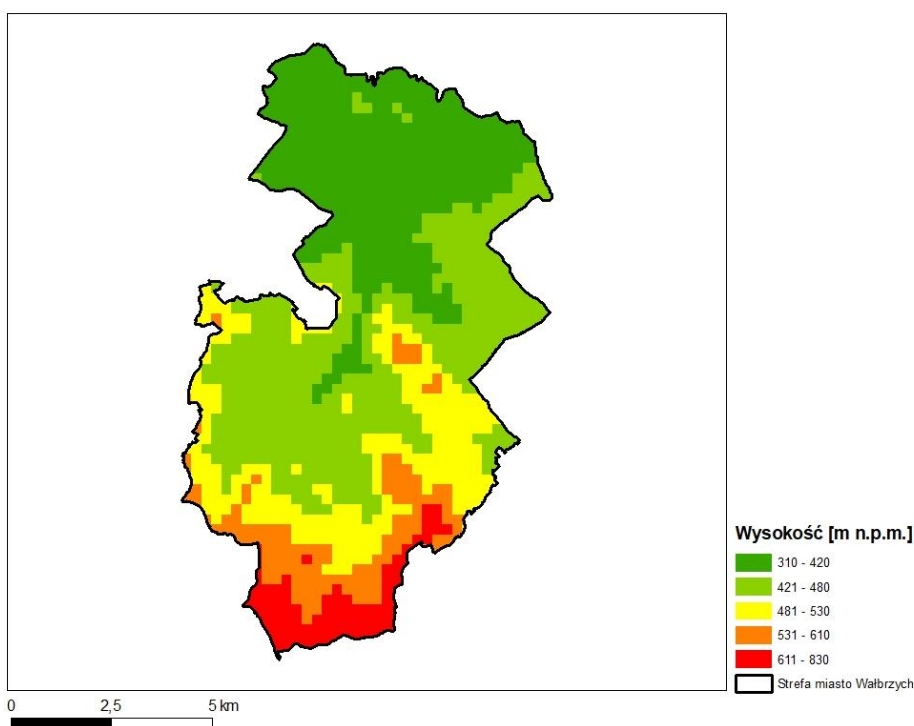 Wysokość [m n.p.m.]
310 - 420
421 - 480
481 - 530
531 - 610
611 - 830
Strefa miasto Wałbrzych
0 2,5 5 km